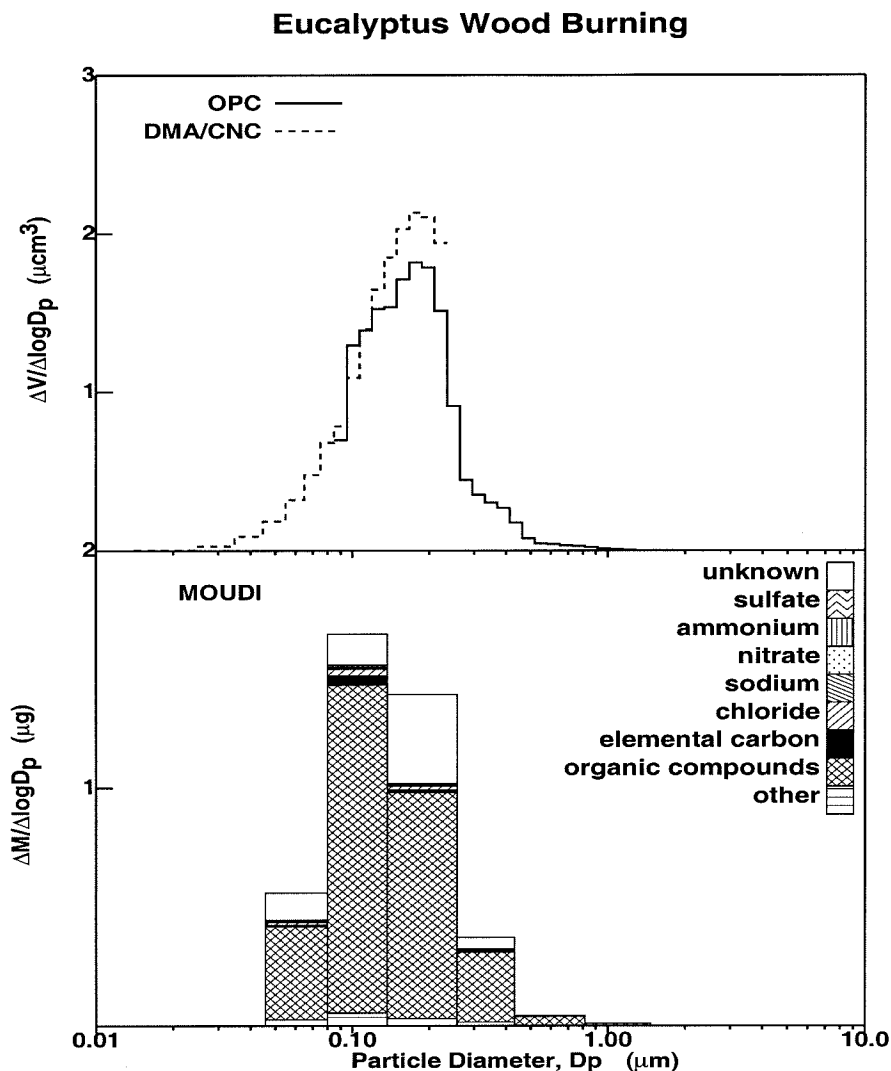 Eucalyptus Wood Burning
3
OPC
DMA/CNC
2
1
ΔV/ΔlogDp (μcm3)
2
MOUDI
unknown
sulfate
ammonium
nitrate
sodium
chloride
elemental carbon
organic compounds
other
1
ΔM/ΔlogDp (μg)
0.01 0.10 1.00 10.0
Particle Diameter, Dp (μm)